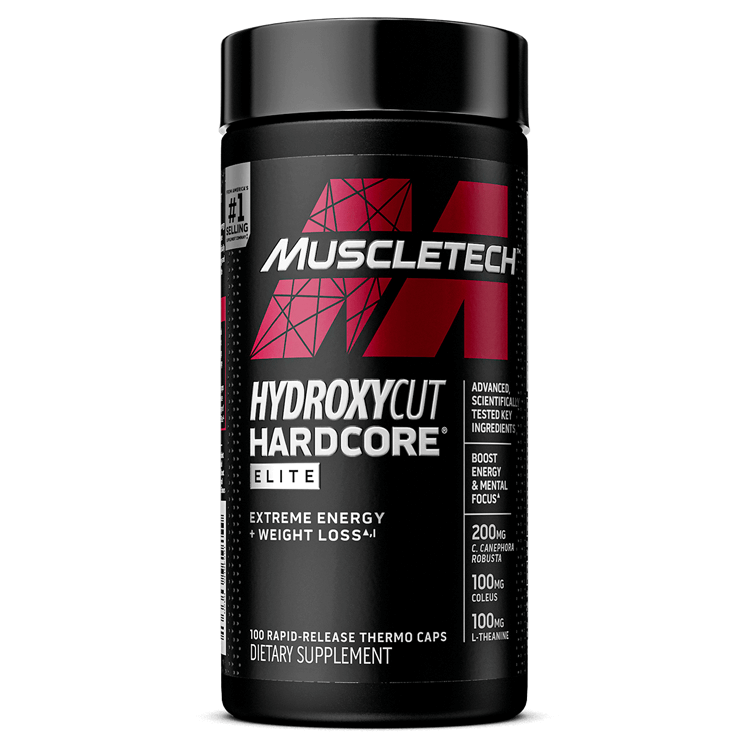 #1
SELLING
MUSCLETECH™
HYDROXYCUT
HARDCORE®
ELITE
EXTREME ENERGY
+ WEIGHT LOSS▲,I
100 RAPID-RELEASE THERMO CAPS
DIETARY SUPPLEMENT
ADVANCED,
SCIENTIFICALLY
TESTED KEY
INGREDIENTS
BOOST
ENERGY
& MENTAL
FOCUS▲
200MG
C. CANEPHORA
ROBUSTA
100MG
COLEUS
100MG
L-THEANINE